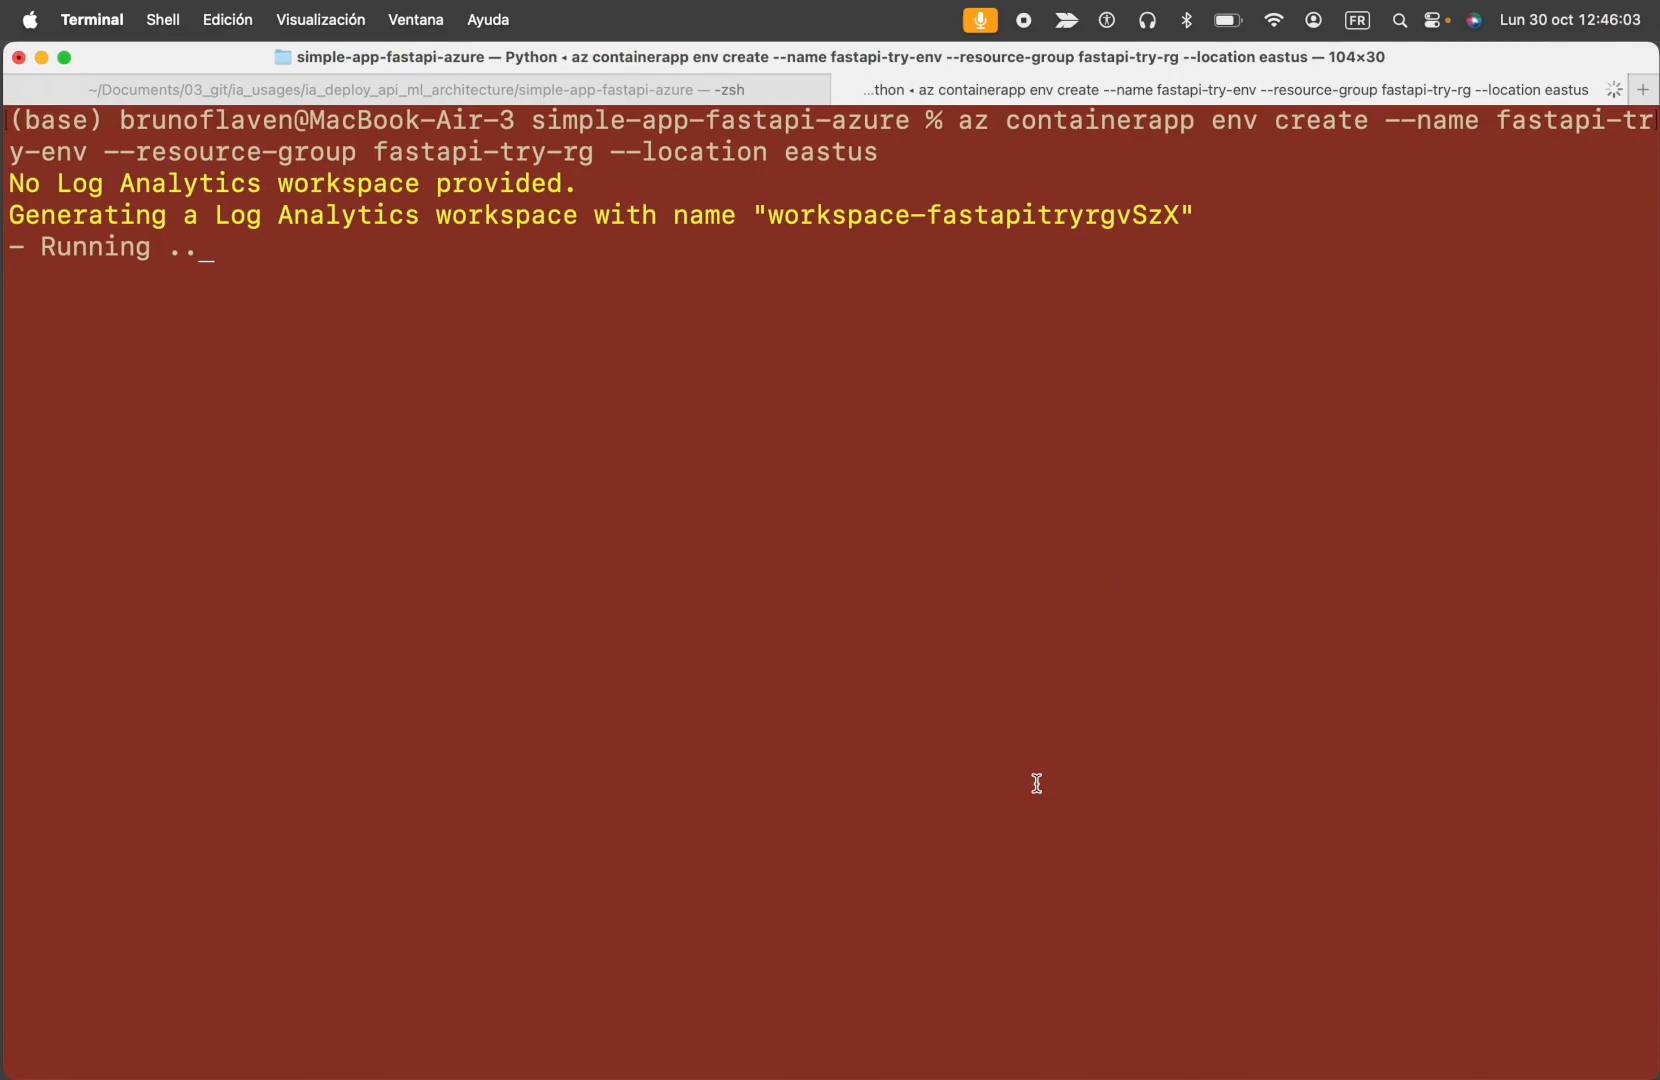 Terminal Shell Edición Visualización Ventana Ayuda FR Lun 30 oct 12:46:03
simple-app-fastapi-azure — Python ◂ az containerapp env create --name fastapi-try-env --resource-group fastapi-try-rg --location eastus — 104×30
~/Documents/03_git/ia_usages/ia_deploy_api_ml_architecture/simple-app-fastapi-azure — -zsh
...thon ◂ az containerapp env create --name fastapi-try-env --resource-group fastapi-try-rg --location eastus
(base) brunoflaven@MacBook-Air-3 simple-app-fastapi-azure % az containerapp env create --name fastapi-tr
y-env --resource-group fastapi-try-rg --location eastus
No Log Analytics workspace provided.
Generating a Log Analytics workspace with name "workspace-fastapitryrgvSzX"
- Running .._